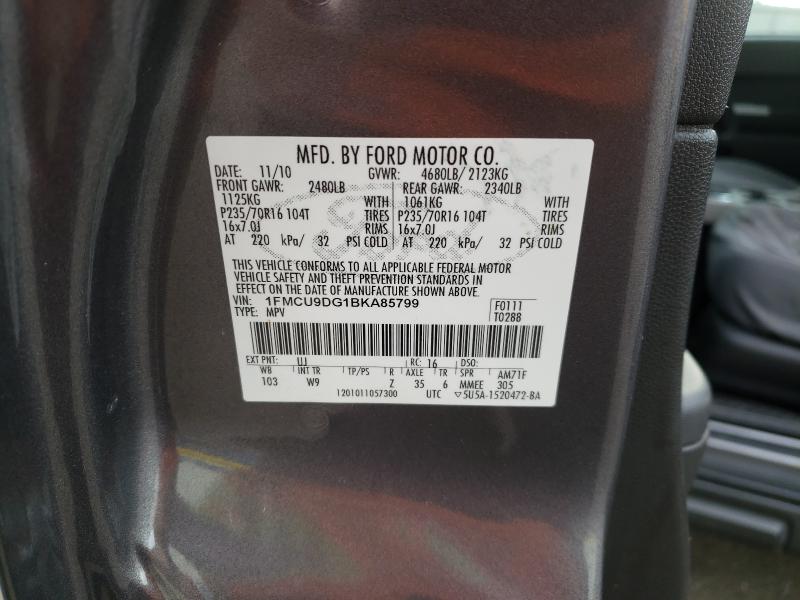 MFD. BY FORD MOTOR CO.
DATE: 11/10 GVWR: 4680LB/ 2123KG
FRONT GAWR: 2480LB REAR GAWR: 2340LB
1125KG WITH 1061KG WITH
P235/70R16 104T TIRES P235/70R16 104T TIRES
16x7.0J RIMS 16x7.0J RIMS
AT 220 kPa/ 32 PSI COLD AT 220 kPa/ 32 PSI COLD
THIS VEHICLE CONFORMS TO ALL APPLICABLE FEDERAL MOTOR
VEHICLE SAFETY AND THEFT PREVENTION STANDARDS IN
EFFECT ON THE DATE OF MANUFACTURE SHOWN ABOVE.
VIN: 1FMCU9DG1BKA85799 F0111
TYPE: MPV T0288
EXT PNT: UJ RC: 16 DSO:
WB INT TR TP/PS R AXLE TR SPR AM71F
103 W9 Z 35 6 MMEE 305
1201011057300 UTC ▽5U5A-1520472-BA